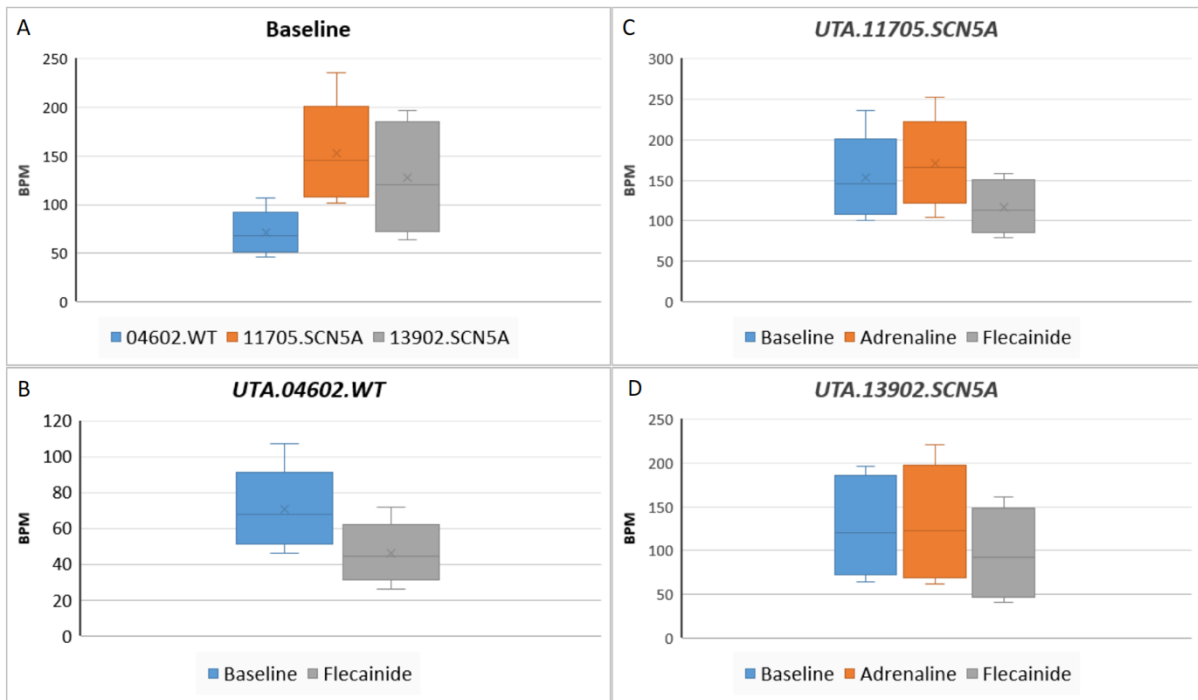 A
Baseline
250
200
150
100
50
0
BPM
04602.WT 11705.SCN5A 13902.SCN5A
C
UTA.11705.SCN5A
300
250
200
150
100
50
0
BPM
Baseline Adrenaline Flecainide
B
UTA.04602.WT
120
100
80
60
40
20
0
BPM
Baseline Flecainide
D
UTA.13902.SCN5A
250
200
150
100
50
0
BPM
Baseline Adrenaline Flecainide